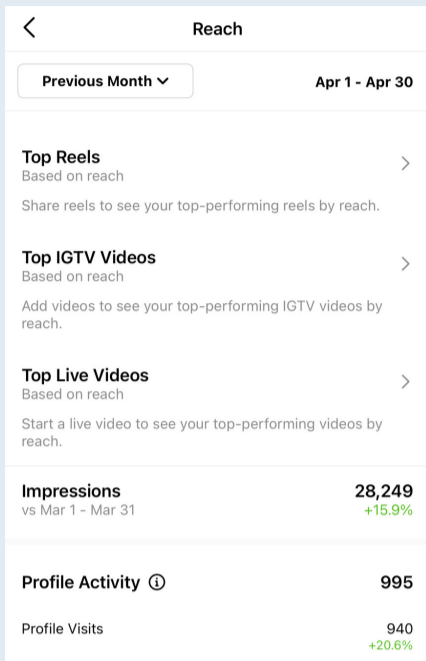 Reach
Previous Month
Apr 1 - Apr 30
Top Reels
Based on reach
Share reels to see your top-performing reels by reach.
Top IGTV Videos
Based on reach
Add videos to see your top-performing IGTV videos by
reach.
Top Live Videos
Based on reach
Start a live video to see your top-performing videos by
reach.
Impressions
28,249
vs Mar 1 - Mar 31
+15.9%
Profile Activity
995
Profile Visits
940
+20.6%